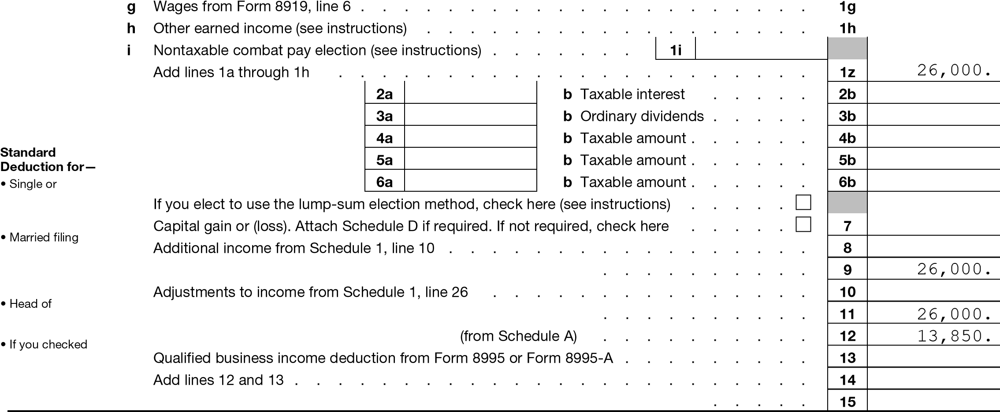 g Wages from Form 8919, line 6 . . . . . . . . . . . . . . . . . . . . . 1g
h Other earned income (see instructions) . . . . . . . . . . . . . . . . . . 1h
i Nontaxable combat pay election (see instructions) . . . . . . . 1i
Add lines 1a through 1h . . . . . . . . . . . . . . . . . . . . . . 1z 26,000.
2a b Taxable interest . . . . . 2b
3a b Ordinary dividends . . . . . 3b
4a b Taxable amount . . . . . . 4b
Standard
Deduction for—
5a b Taxable amount . . . . . . 5b
• Single or
6a b Taxable amount . . . . . . 6b
If you elect to use the lump-sum election method, check here (see instructions) . . . . .
Capital gain or (loss). Attach Schedule D if required. If not required, check here . . . . . 7
• Married filing
Additional income from Schedule 1, line 10 . . . . . . . . . . . . . . . . . 8
. . . . . . . . . . 9 26,000.
Adjustments to income from Schedule 1, line 26 . . . . . . . . . . . . . . . 10
• Head of
. . . . . . . . . . 11 26,000.
(from Schedule A) . . . . . . . . . . 12 13,850.
• If you checked
Qualified business income deduction from Form 8995 or Form 8995-A . . . . . . . . . 13
Add lines 12 and 13 . . . . . . . . . . . . . . . . . . . . . . . . 14
. . . . . 15